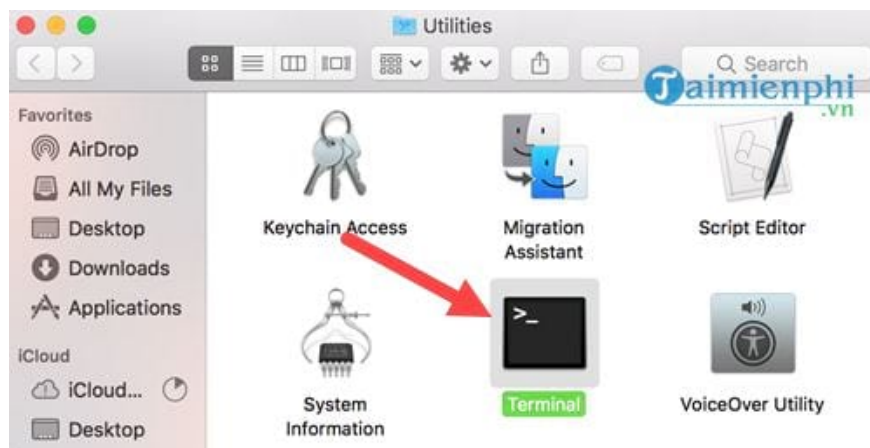 Utilities
Search
Taimienphi
.vn
Favorites
AirDrop
All My Files
Desktop
Downloads
Applications
iCloud
iCloud...
Desktop
Keychain Access
Migration
Assistant
Script Editor
>_
System
Information
Terminal
VoiceOver Utility